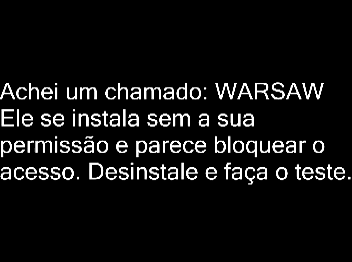 Achei um chamado: WARSAW
Ele se instala sem a sua
permissão e parece bloquear o
acesso. Desinstale e faça o teste.